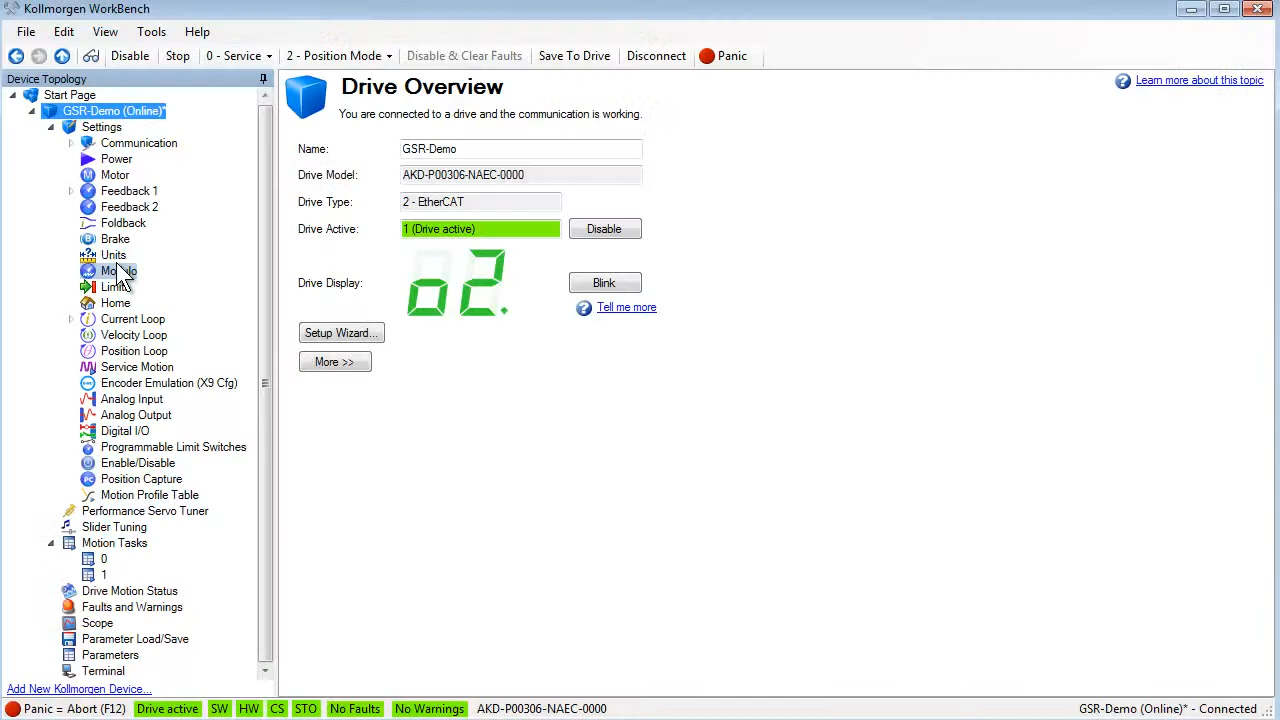 Kollmorgen WorkBench
File Edit View Tools Help
Disable Stop 0 - Service 2 - Position Mode Disable & Clear Faults Save To Drive Disconnect Panic
Device Topology
Start Page
GSR-Demo (Online)*
Settings
Communication
Power
Motor
Feedback 1
Feedback 2
Foldback
Brake
Units
Limits
Home
Current Loop
Velocity Loop
Position Loop
Service Motion
Encoder Emulation (X9 Cfg)
Analog Input
Analog Output
Digital I/O
Programmable Limit Switches
Enable/Disable
Position Capture
Motion Profile Table
Performance Servo Tuner
Slider Tuning
Motion Tasks
0
1
Drive Motion Status
Faults and Warnings
Scope
Parameter Load/Save
Parameters
Terminal
Add New Kollmorgen Device...
Drive Overview
Learn more about this topic
You are connected to a drive and the communication is working.
Name: GSR-Demo
Drive Model: AKD-P00306-NAEC-0000
Drive Type: 2 - EtherCAT
Drive Active: 1 (Drive active) Disable
Drive Display: o2. Blink
Tell me more
Setup Wizard...
More >>
Panic = Abort (F12) Drive active SW HW CS STO No Faults No Warnings AKD-P00306-NAEC-0000 GSR-Demo (Online)* - Connected